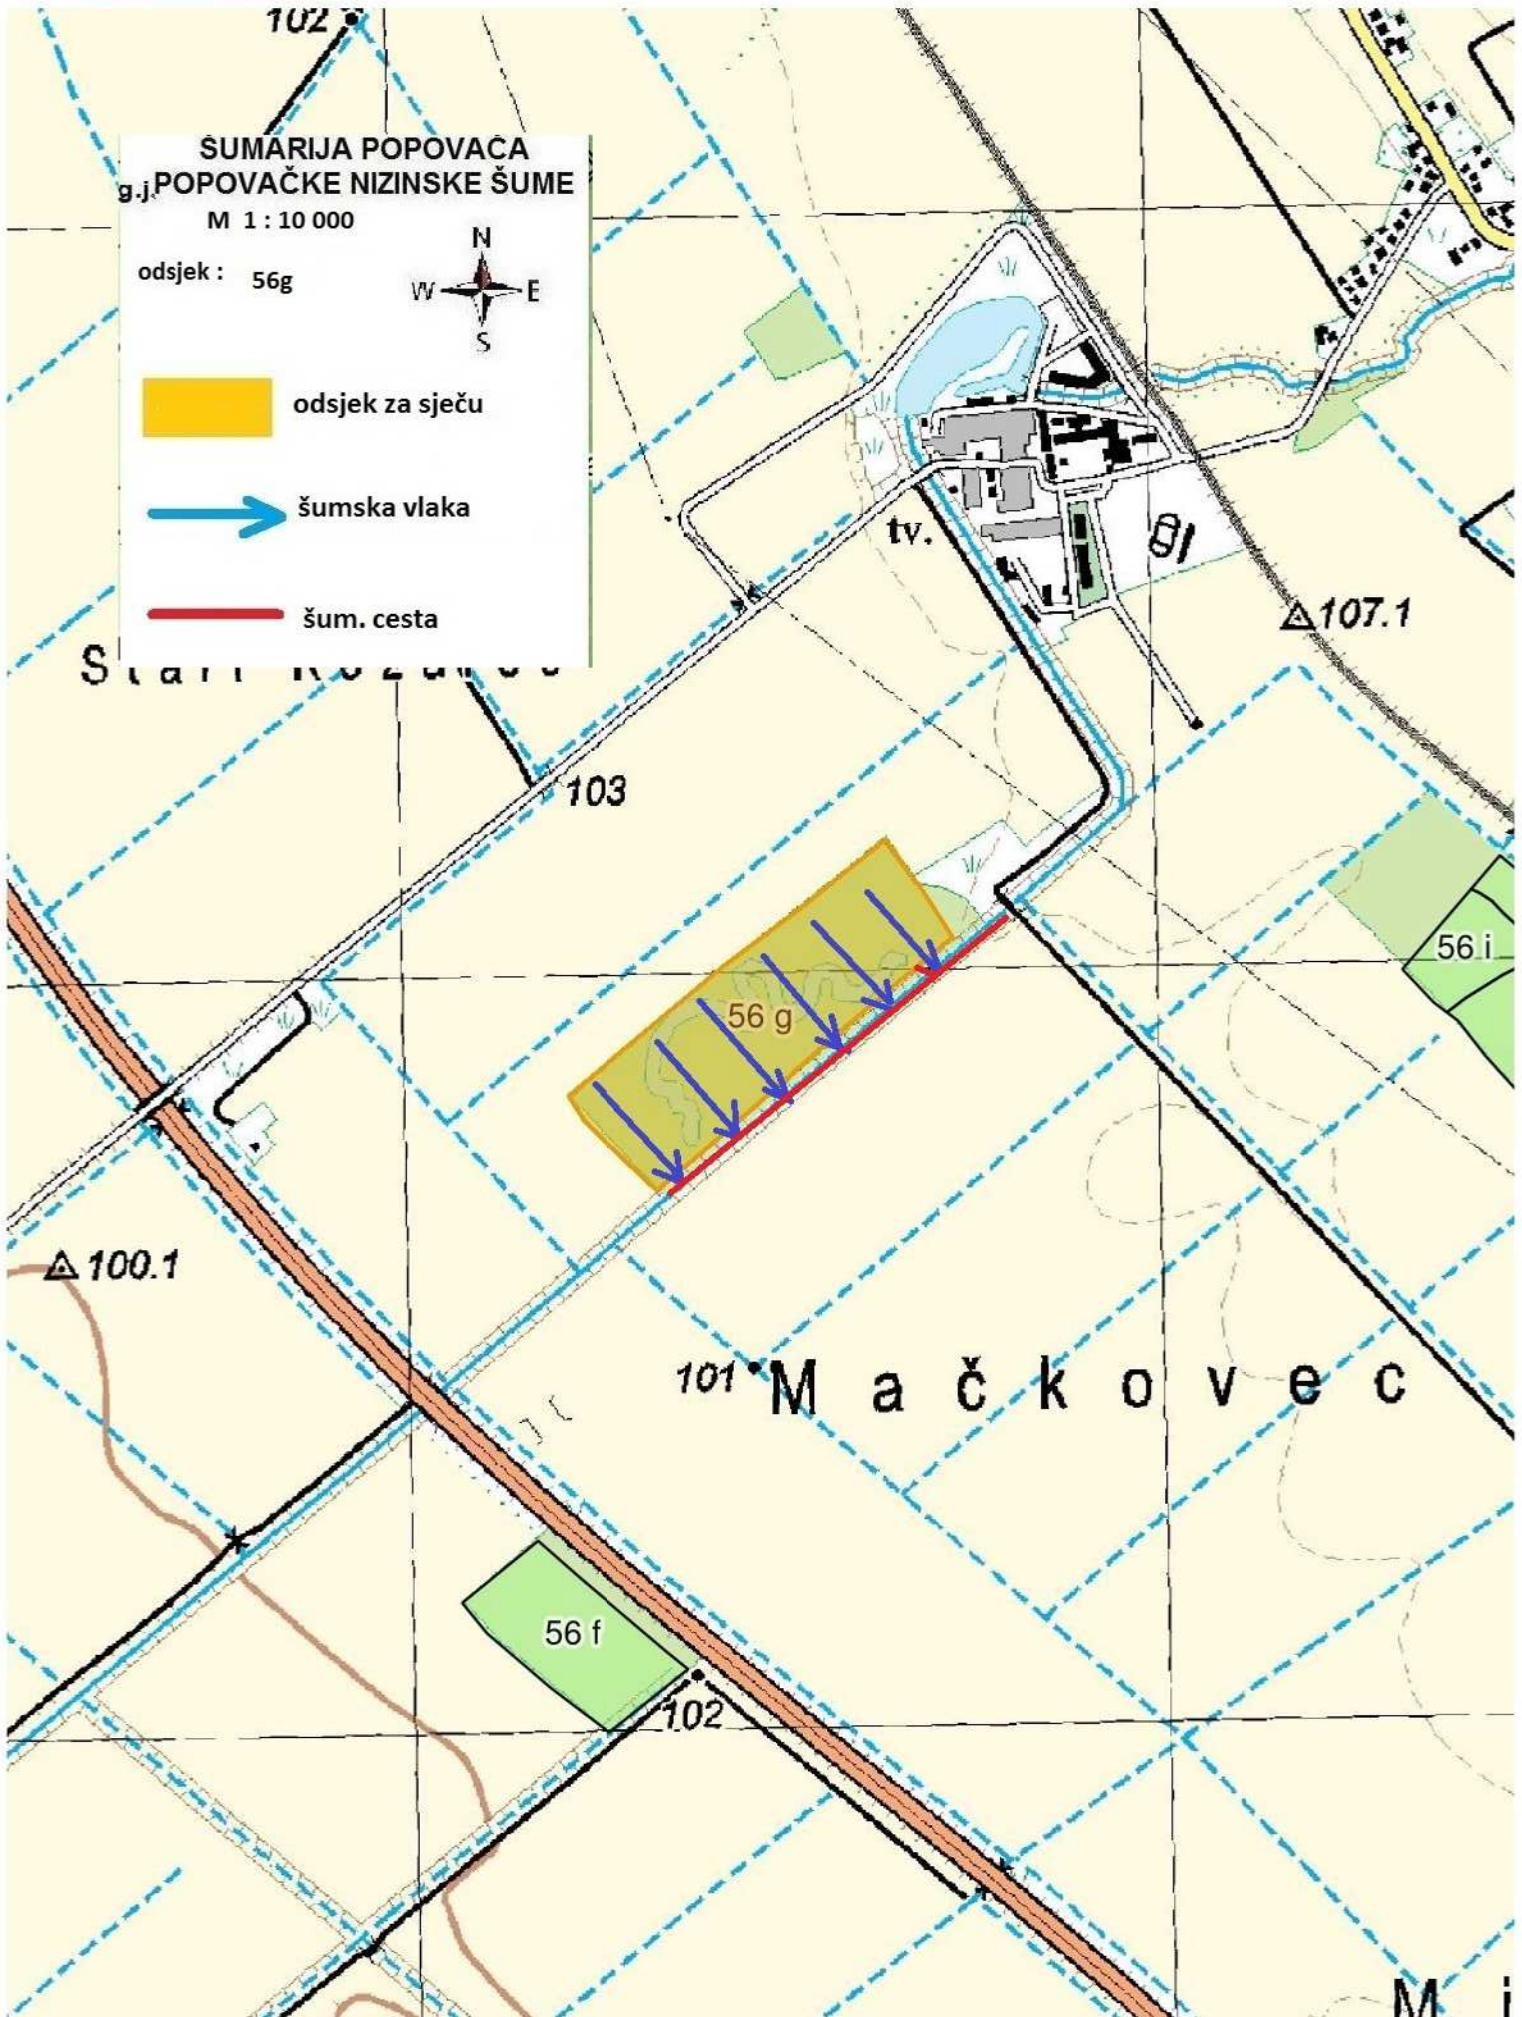 102
ŠUMARIJA POPOVAČA
g.j. POPOVAČKE NIZINSKE ŠUME
M 1 : 10 000
odsjek : 56g
N
W E
S
odsjek za sječu
šumska vlaka
šum. cesta
tv.
107.1
103
56 i
56 g
100.1
101
Mačkovec
56 f
102